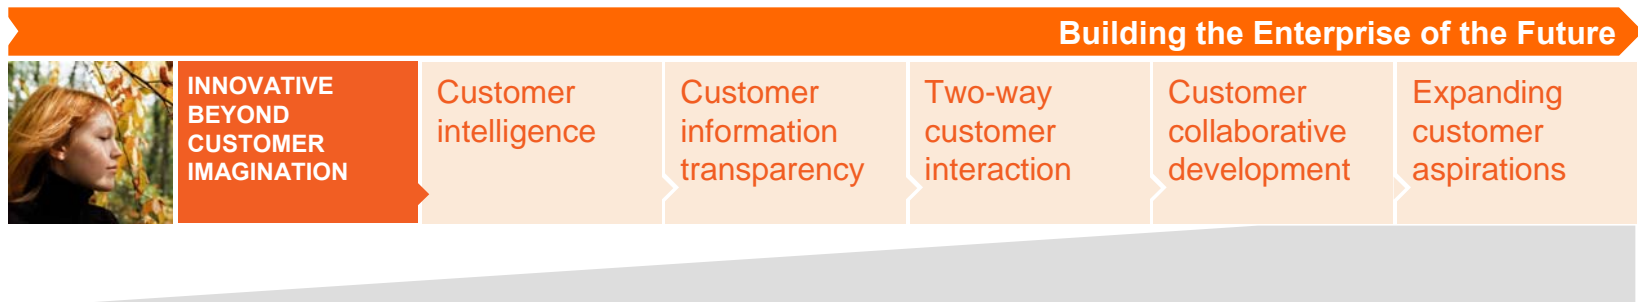 Building the Enterprise of the Future
INNOVATIVE
BEYOND
CUSTOMER
IMAGINATION
Customer
intelligence
Customer
information
transparency
Two-way
customer
interaction
Customer
collaborative
development
Expanding
customer
aspirations